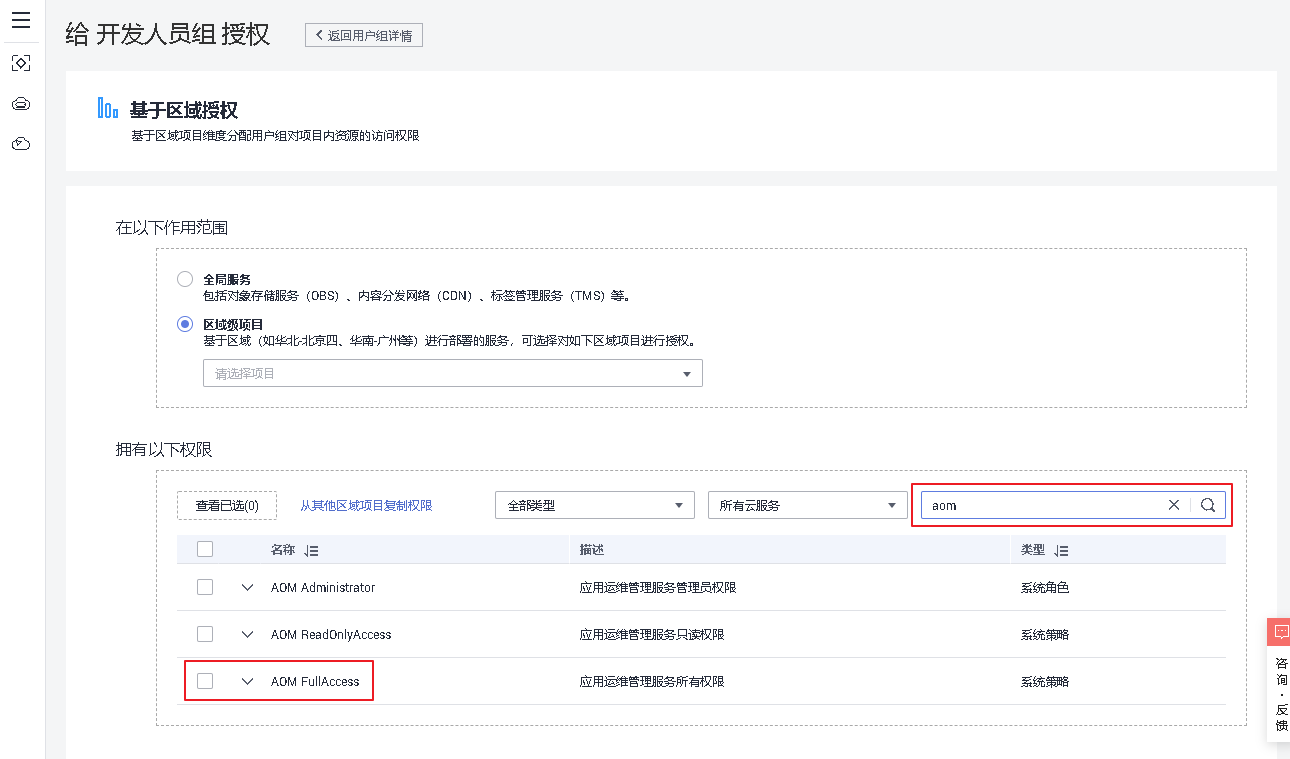 给 开发人员组 授权
返回用户组详情
基于区域授权
基于区域项目维度分配用户组对项目内资源的访问权限
在以下作用范围
全局服务
包括对象存储服务（OBS）、内容分发网络（CDN）、标签管理服务（TMS）等。
区域级项目
基于区域（如华北-北京四、华南-广州等）进行部署的服务，可选择对如下区域项目进行授权。
请选择项目
拥有以下权限
查看已选(0) 从其他区域项目复制权限 全部类型 所有云服务 aom
名称 描述 类型
AOM Administrator 应用运维管理服务管理员权限 系统角色
AOM ReadOnlyAccess 应用运维管理服务只读权限 系统策略
AOM FullAccess 应用运维管理服务所有权限 系统策略
咨询·反馈